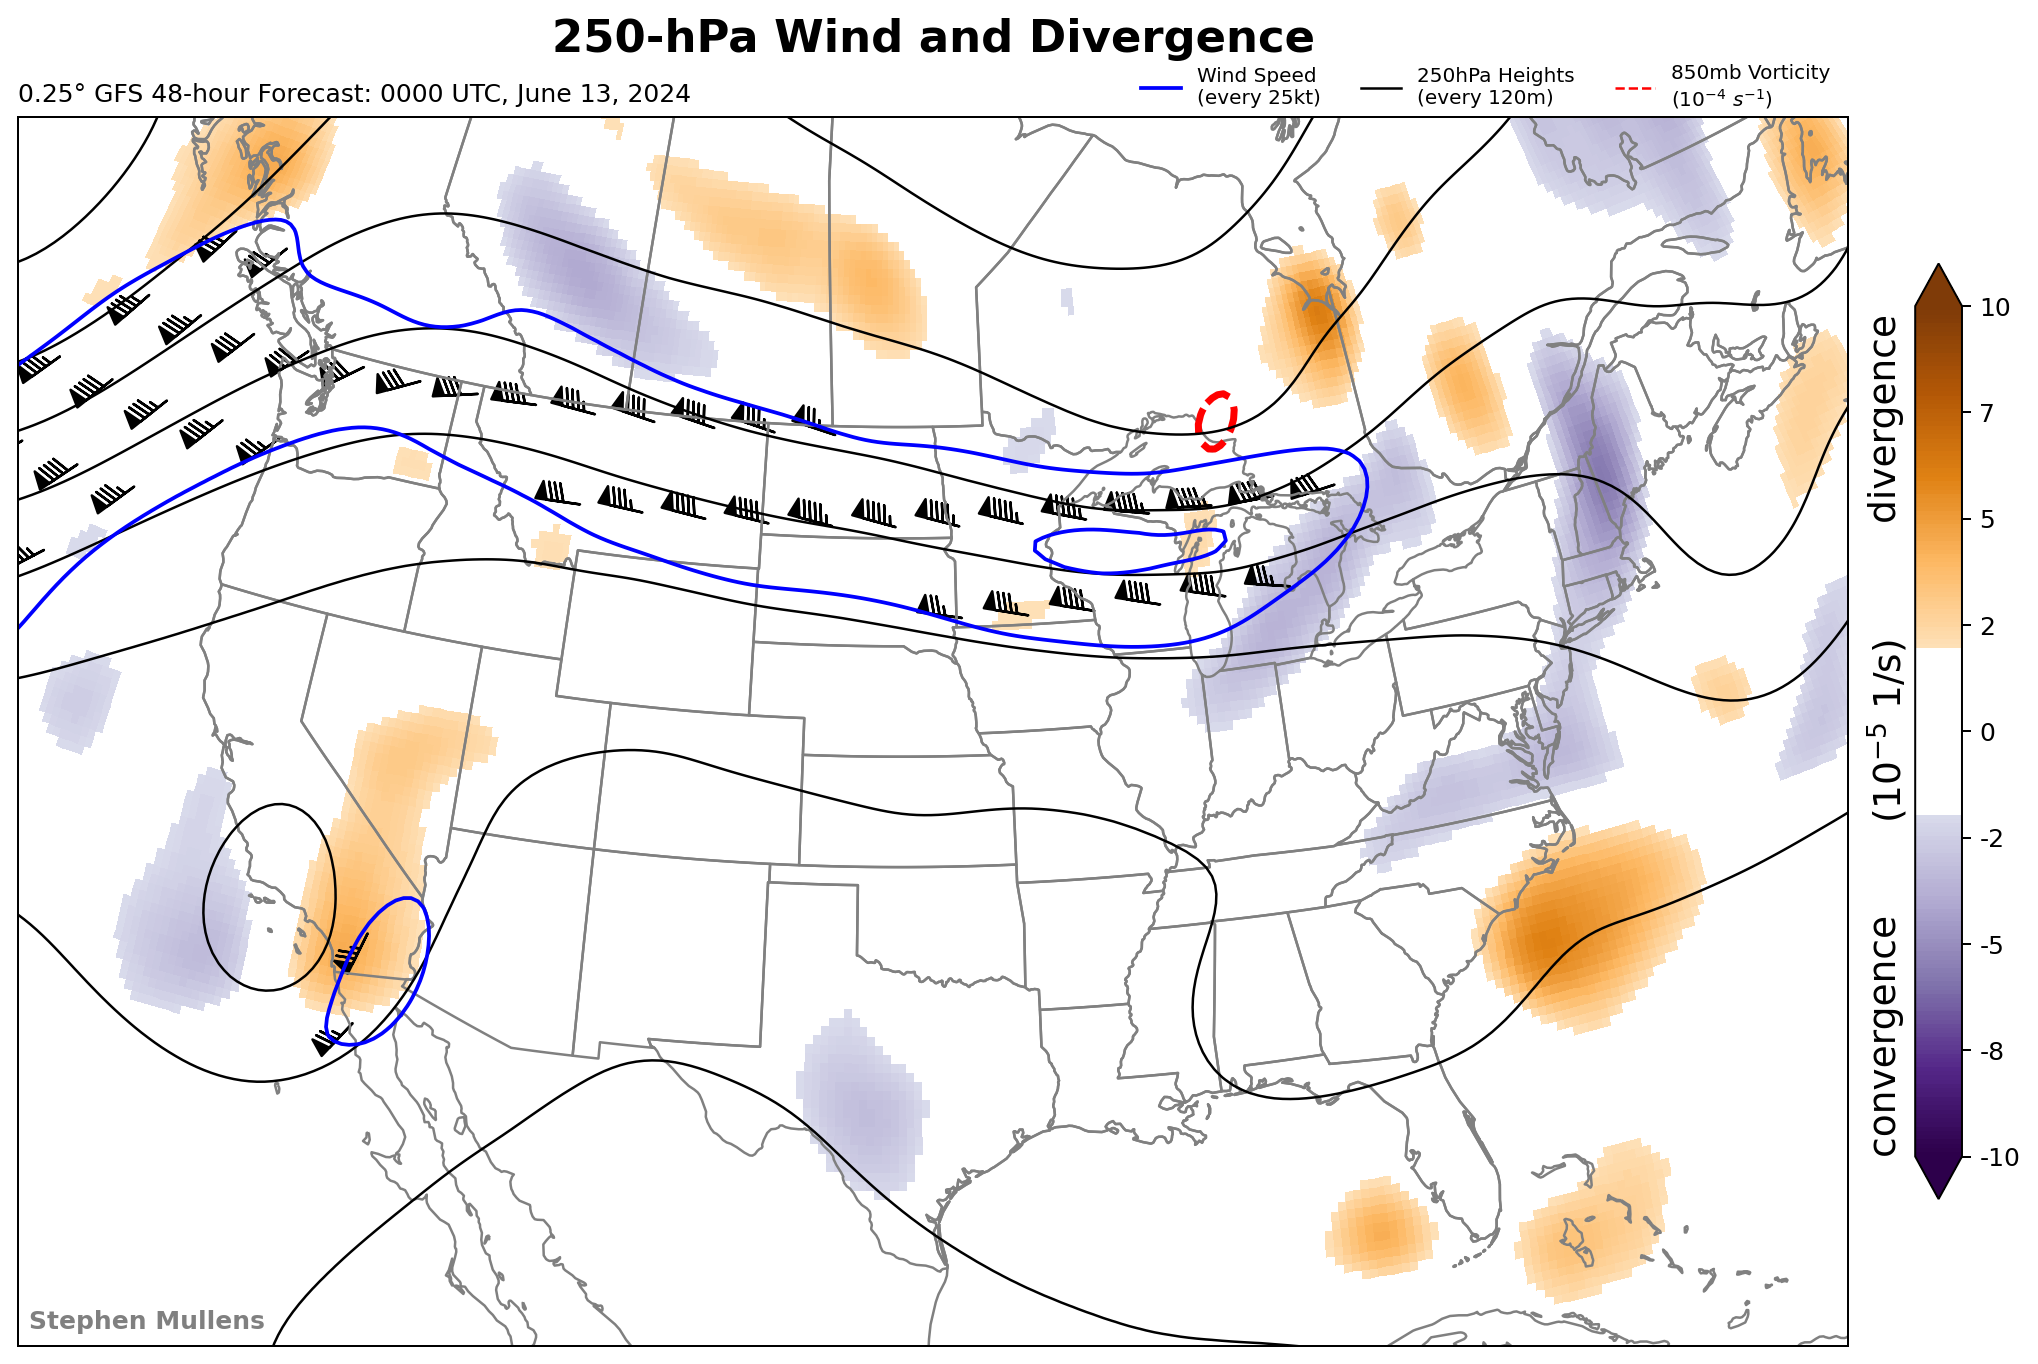 250-hPa Wind and Divergence
0.25° GFS 48-hour Forecast: 0000 UTC, June 13, 2024
Wind Speed
(every 25kt)
250hPa Heights
(every 120m)
850mb Vorticity
(10⁻⁴ s⁻¹)
10
7
5
2
0
-2
-5
-8
-10
convergence (10⁻⁵ 1/s) divergence
Stephen Mullens